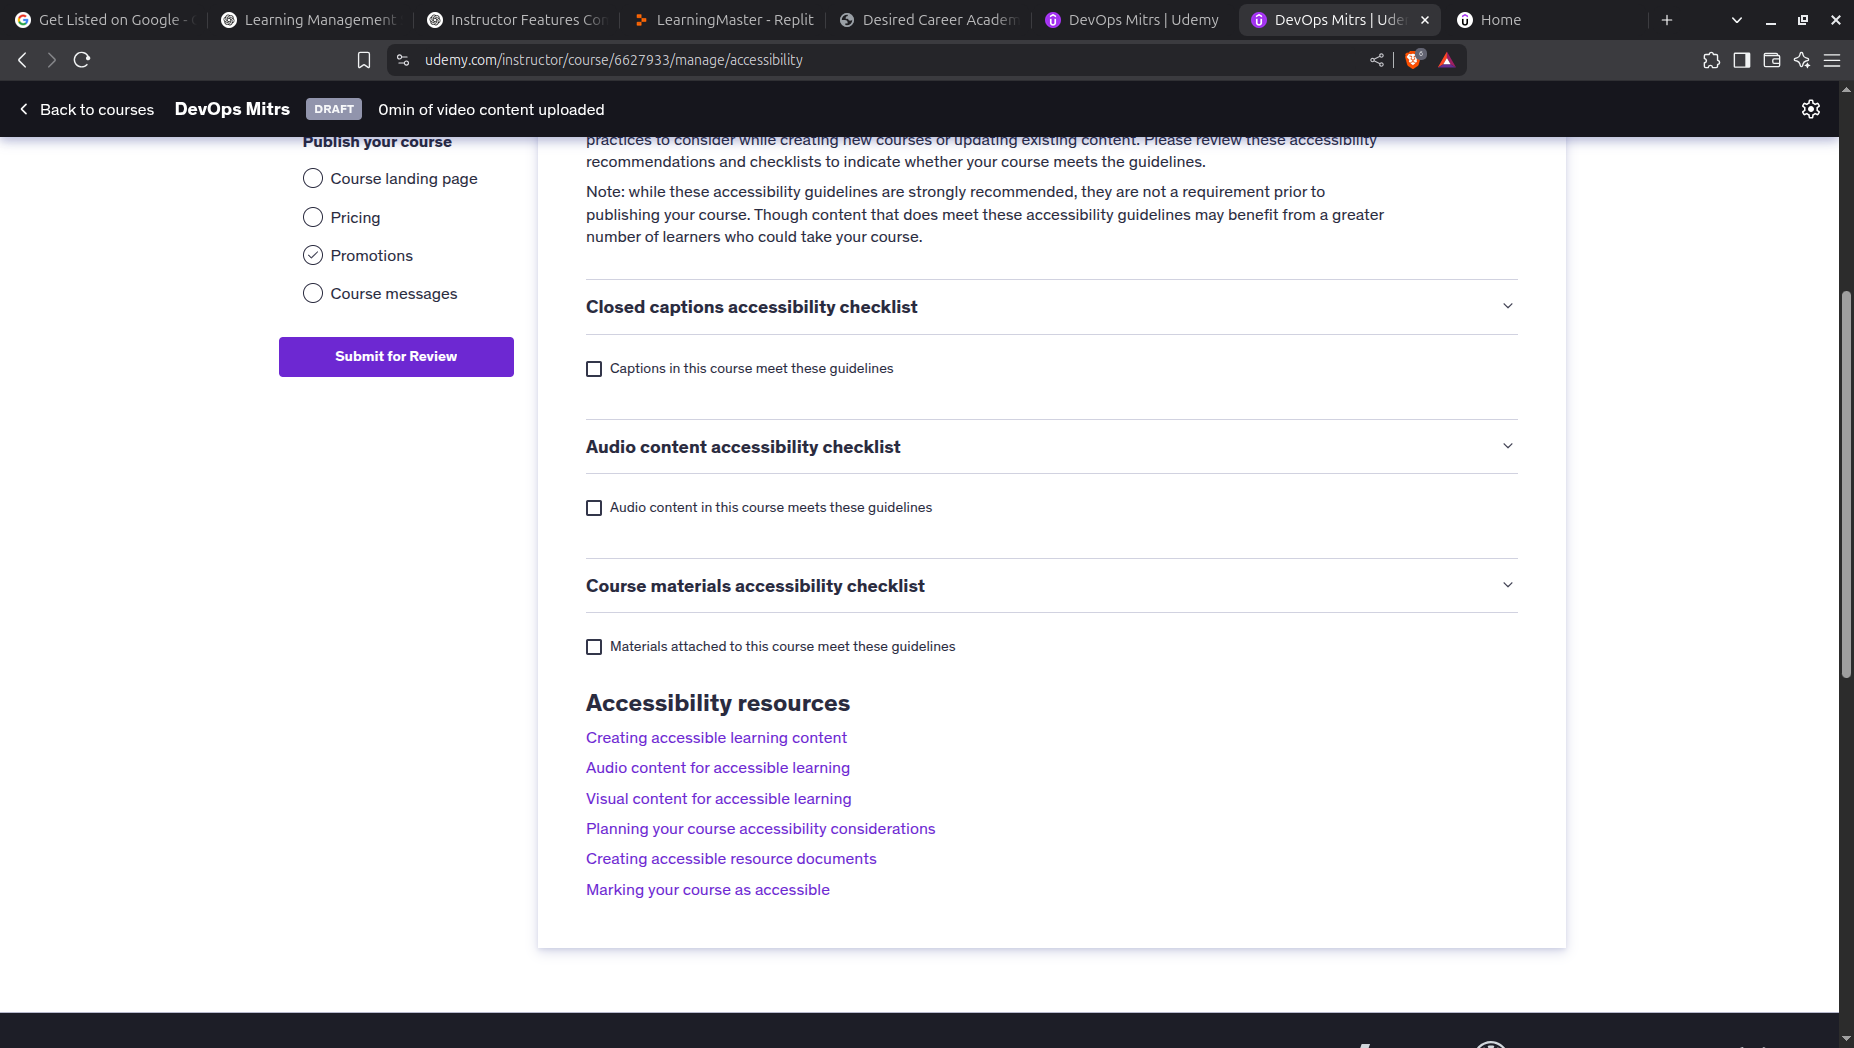 Get Listed on Google -
Learning Management
Instructor Features Con
LearningMaster - Replit
Desired Career Academ
DevOps Mitrs | Udemy
DevOps Mitrs | Ude
Home
udemy.com/instructor/course/6627933/manage/accessibility
6
Back to courses
DevOps Mitrs
DRAFT
0min of video content uploaded
Publish your course
Course landing page
Pricing
Promotions
Course messages
Submit for Review
practices to consider while creating new courses or updating existing content. Please review these accessibility
recommendations and checklists to indicate whether your course meets the guidelines.
Note: while these accessibility guidelines are strongly recommended, they are not a requirement prior to
publishing your course. Though content that does meet these accessibility guidelines may benefit from a greater
number of learners who could take your course.
Closed captions accessibility checklist
Captions in this course meet these guidelines
Audio content accessibility checklist
Audio content in this course meets these guidelines
Course materials accessibility checklist
Materials attached to this course meet these guidelines
Accessibility resources
Creating accessible learning content
Audio content for accessible learning
Visual content for accessible learning
Planning your course accessibility considerations
Creating accessible resource documents
Marking your course as accessible